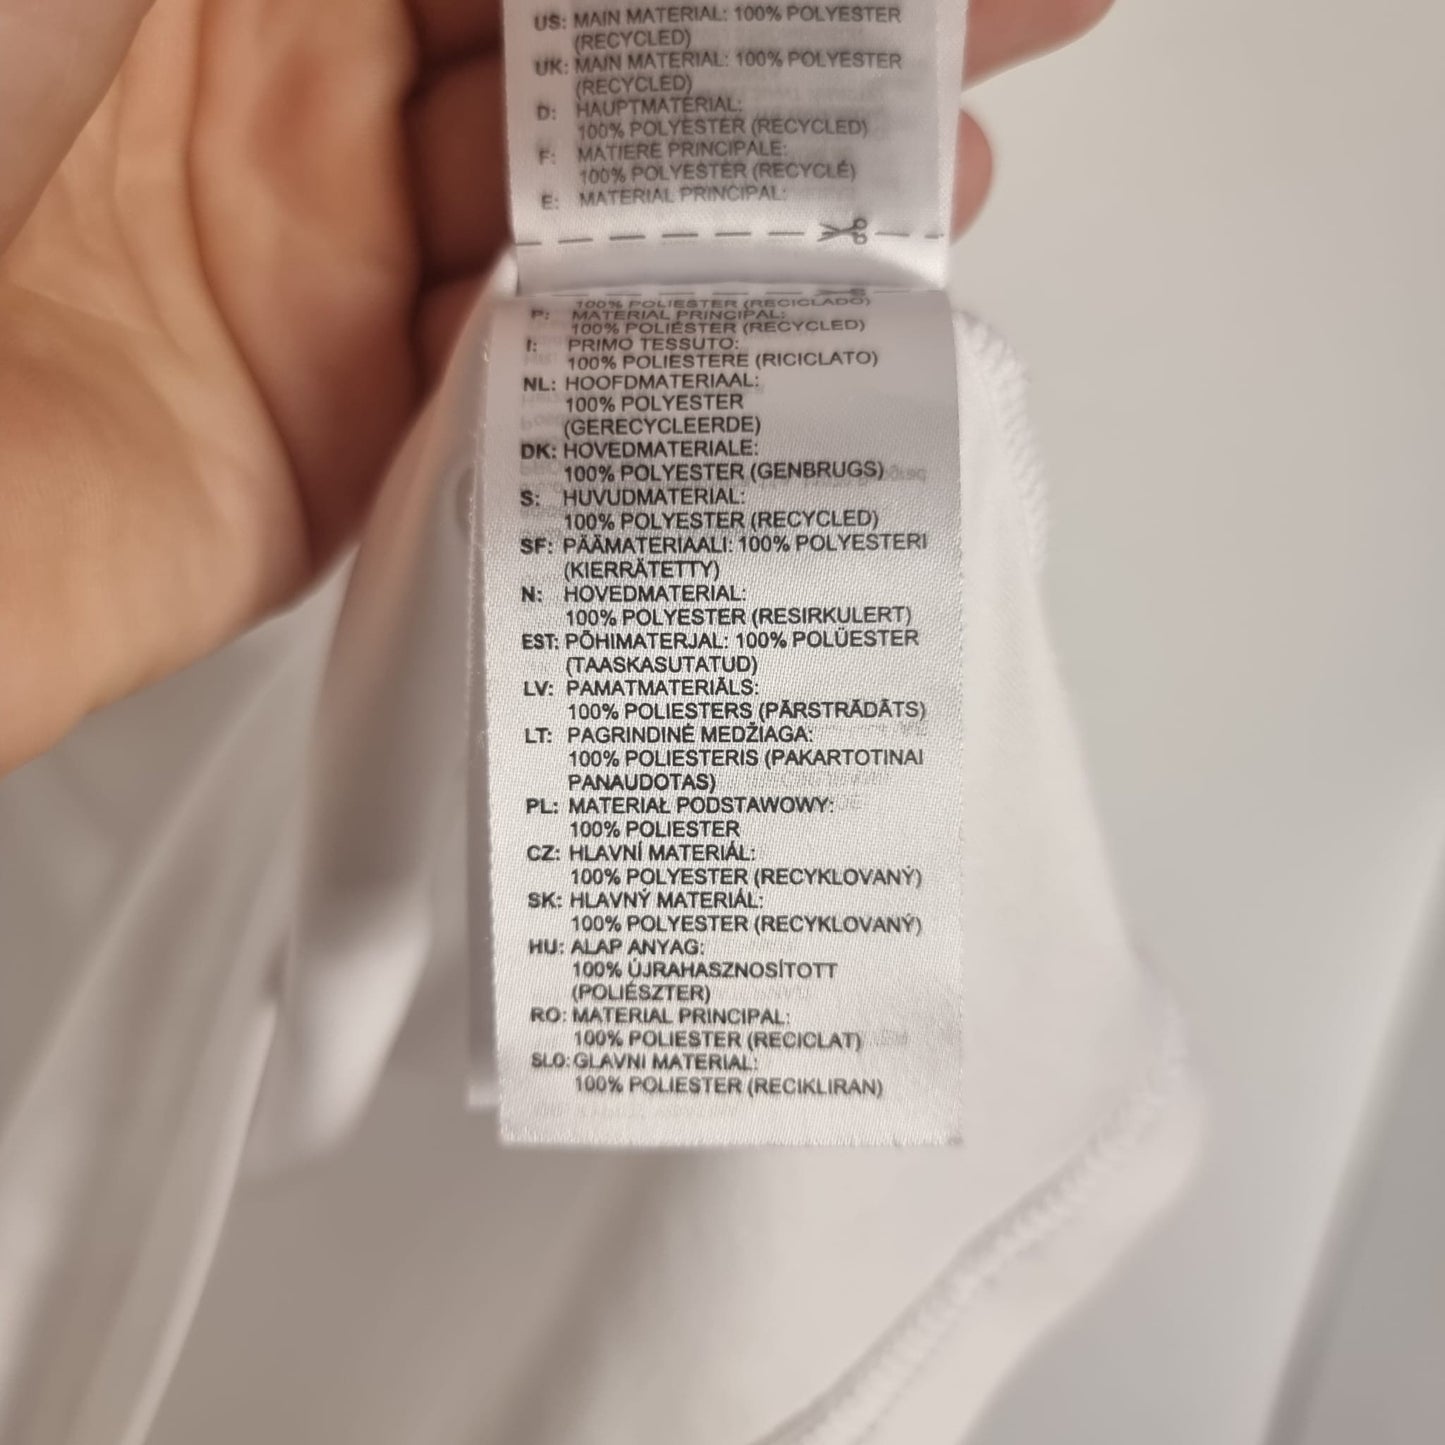 US: MAIN MATERIAL: 100% POLYESTER
(RECYCLED)
UK: MAIN MATERIAL: 100% POLYESTER
(RECYCLED)
D: HAUPTMATERIAL:
100% POLYESTER (RECYCLED)
F: MATIERE PRINCIPALE:
100% POLYESTER (RECYCLÉ)
E: MATERIAL PRINCIPAL:
100% POLIESTER (RECICLADO)
P: MATERIAL PRINCIPAL:
100% POLIÉSTER (RECYCLED)
I: PRIMO TESSUTO:
100% POLIESTERE (RICICLATO)
NL: HOOFDMATERIAAL:
100% POLYESTER
(GERECYCLEERDE)
DK: HOVEDMATERIALE:
100% POLYESTER (GENBRUGS)
S: HUVUDMATERIAL:
100% POLYESTER (RECYCLED)
SF: PÄÄMATERIAALI: 100% POLYESTERI
(KIERRÄTETTY)
N: HOVEDMATERIAL:
100% POLYESTER (RESIRKULERT)
EST: PÕHIMATERJAL: 100% POLÜESTER
(TAASKASUTATUD)
LV: PAMATMATERIĀLS:
100% POLIESTERS (PĀRSTRĀDĀTS)
LT: PAGRINDINĖ MEDŽIAGA:
100% POLIESTERIS (PAKARTOTINAI
PANAUDOTAS)
PL: MATERIAŁ PODSTAWOWY:
100% POLIESTER
CZ: HLAVNÍ MATERIÁL:
100% POLYESTER (RECYKLOVANÝ)
SK: HLAVNÝ MATERIÁL:
100% POLYESTER (RECYKLOVANÝ)
HU: ALAP ANYAG:
100% ÚJRAHASZNOSÍTOTT
(POLIÉSZTER)
RO: MATERIAL PRINCIPAL:
100% POLIESTER (RECICLAT)
SLO: GLAVNI MATERIAL:
100% POLIESTER (RECIKLIRAN)